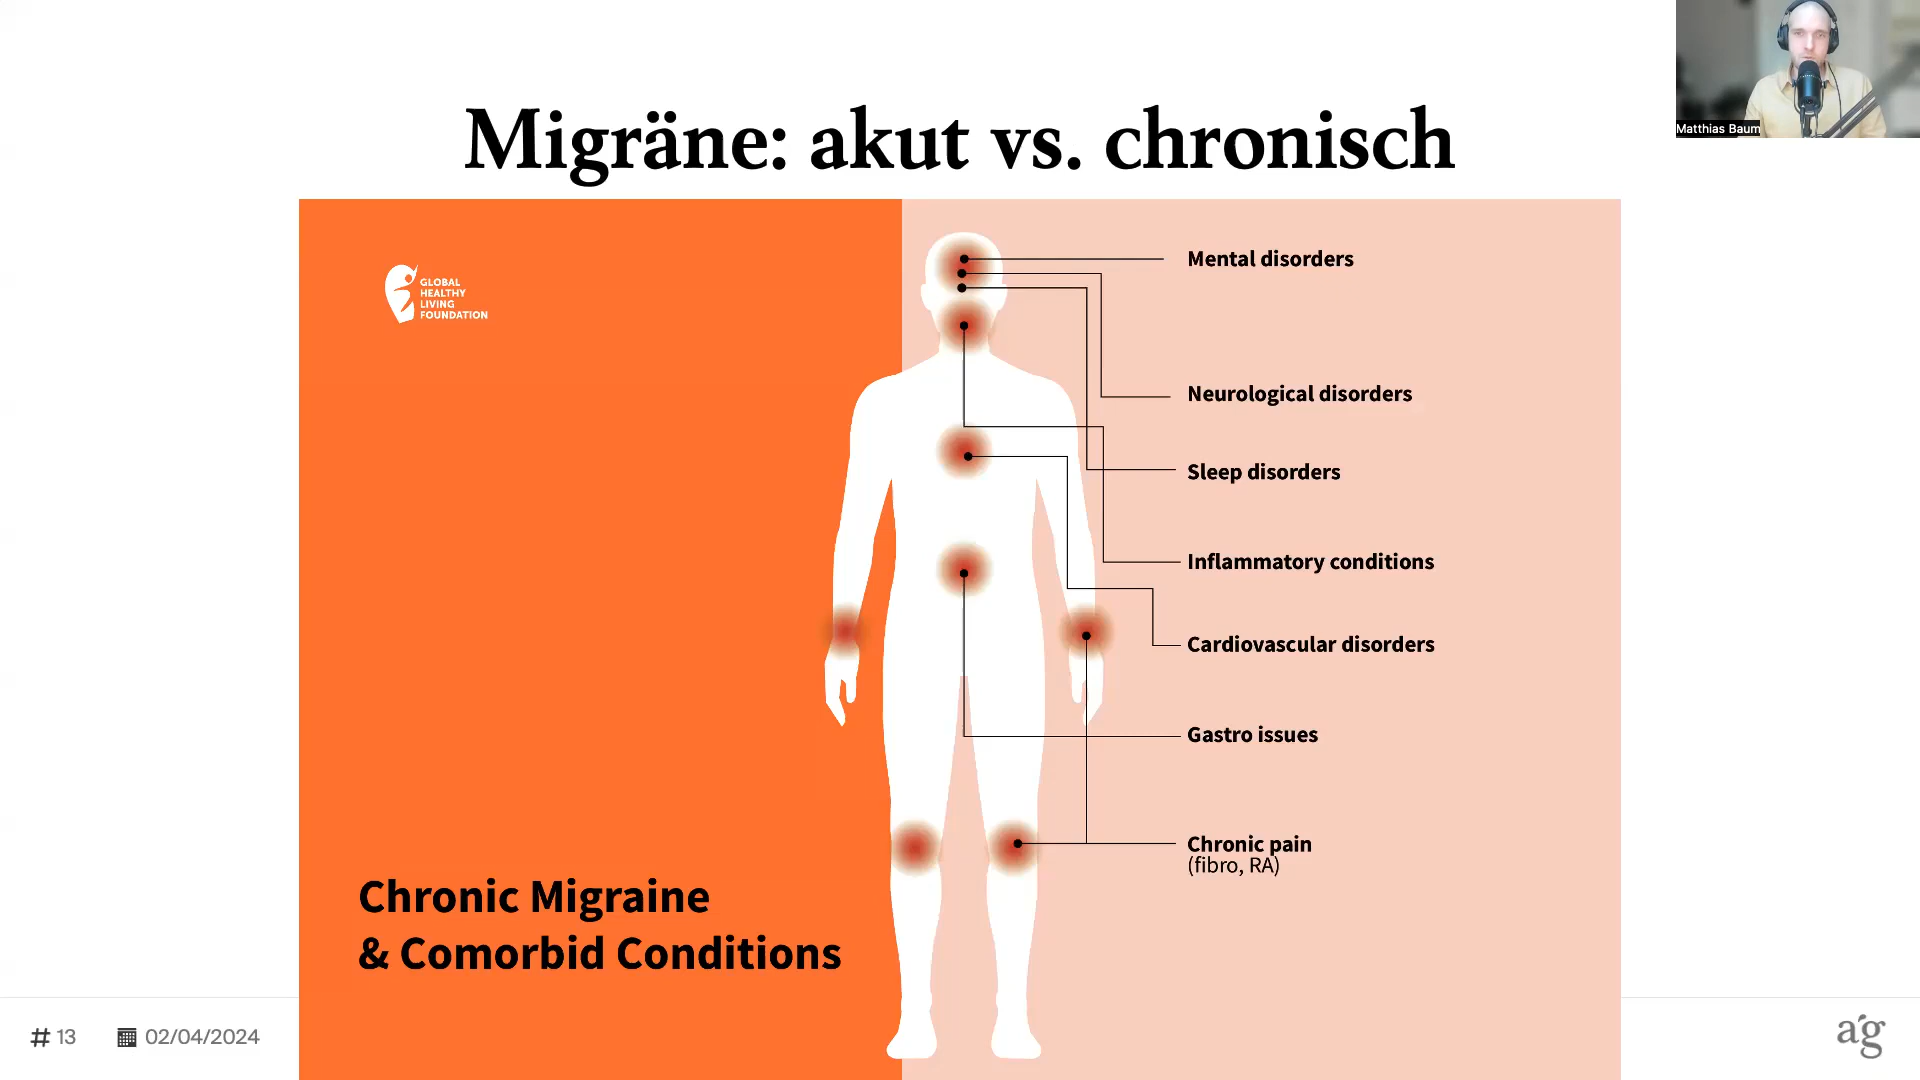 Migräne: akut vs. chronisch
Matthias Baum
GLOBAL
HEALTHY
LIVING
FOUNDATION
Mental disorders
Neurological disorders
Sleep disorders
Inflammatory conditions
Cardiovascular disorders
Gastro issues
Chronic pain
(fibro, RA)
Chronic Migraine
& Comorbid Conditions
# 13
02/04/2024
a'g